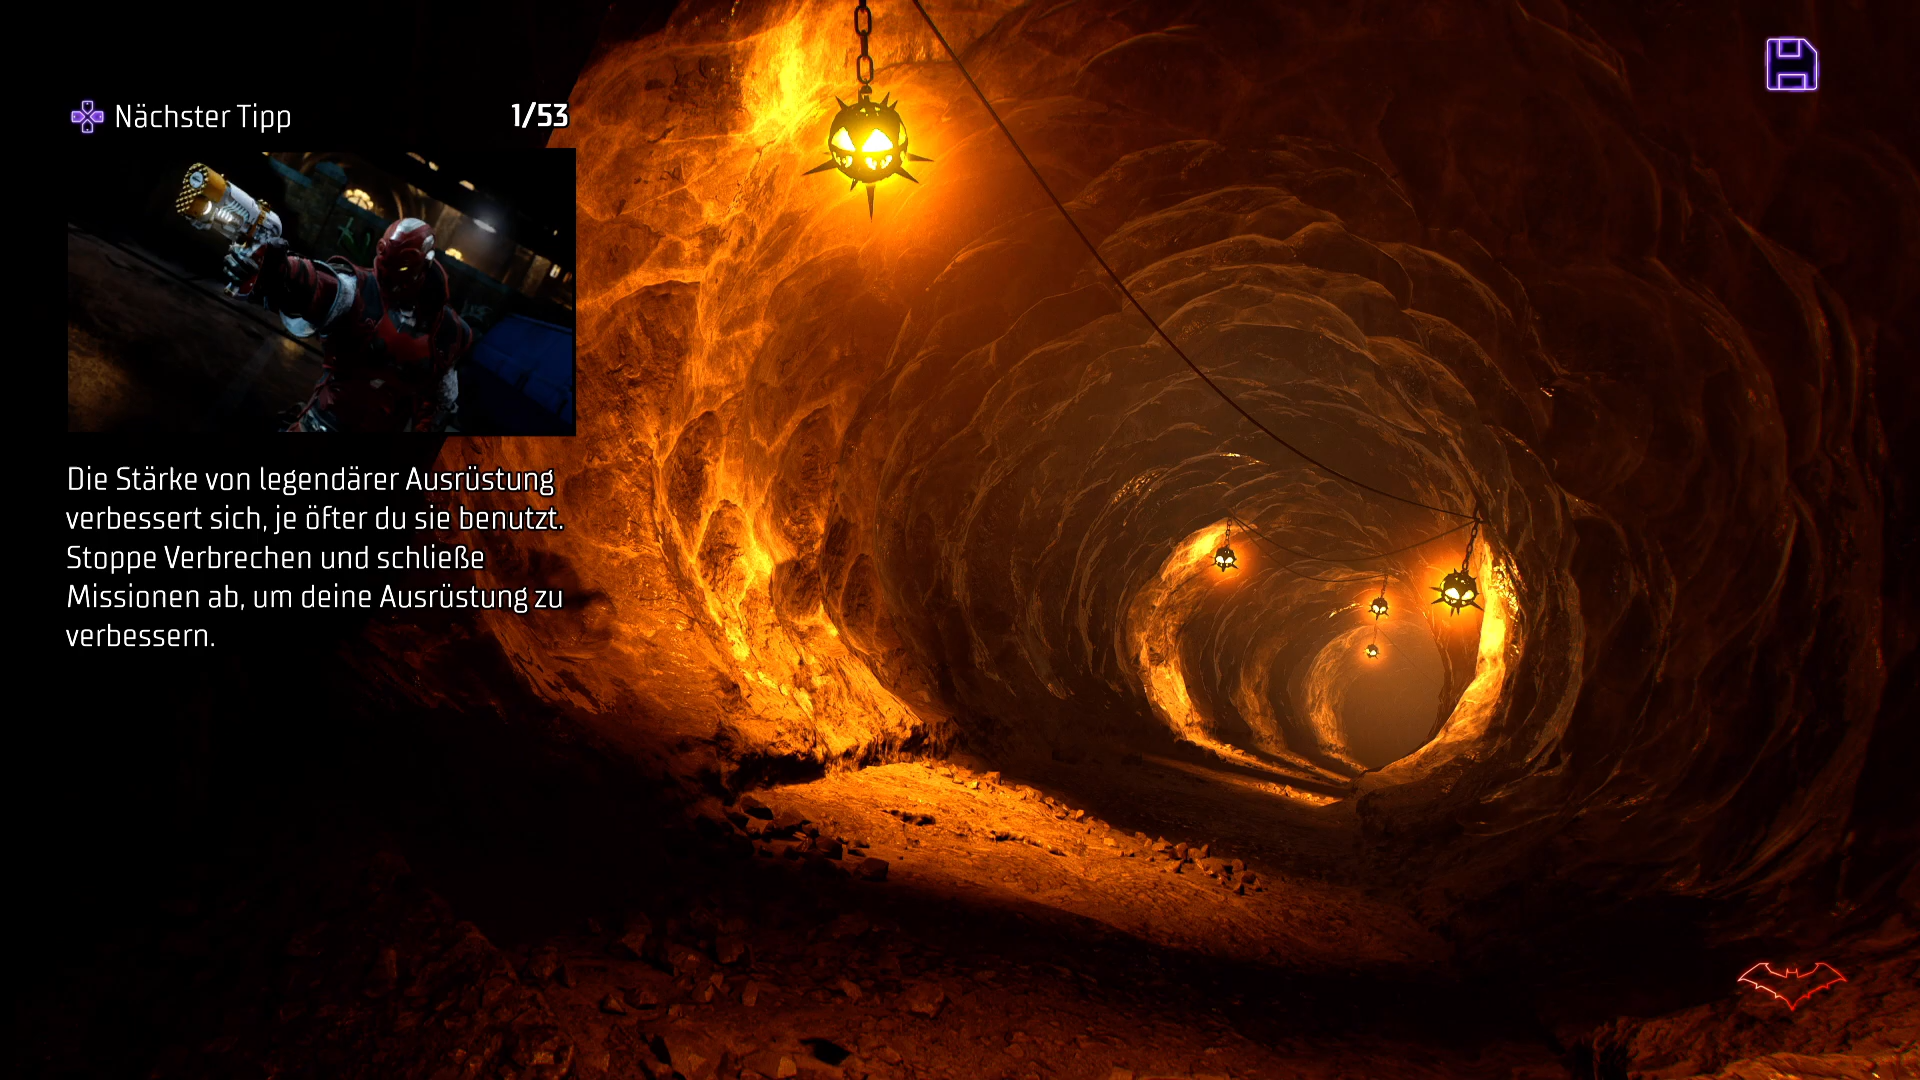 Nächster Tipp 1/53
Die Stärke von legendärer Ausrüstung
verbessert sich, je öfter du sie benutzt.
Stoppe Verbrechen und schließe
Missionen ab, um deine Ausrüstung zu
verbessern.